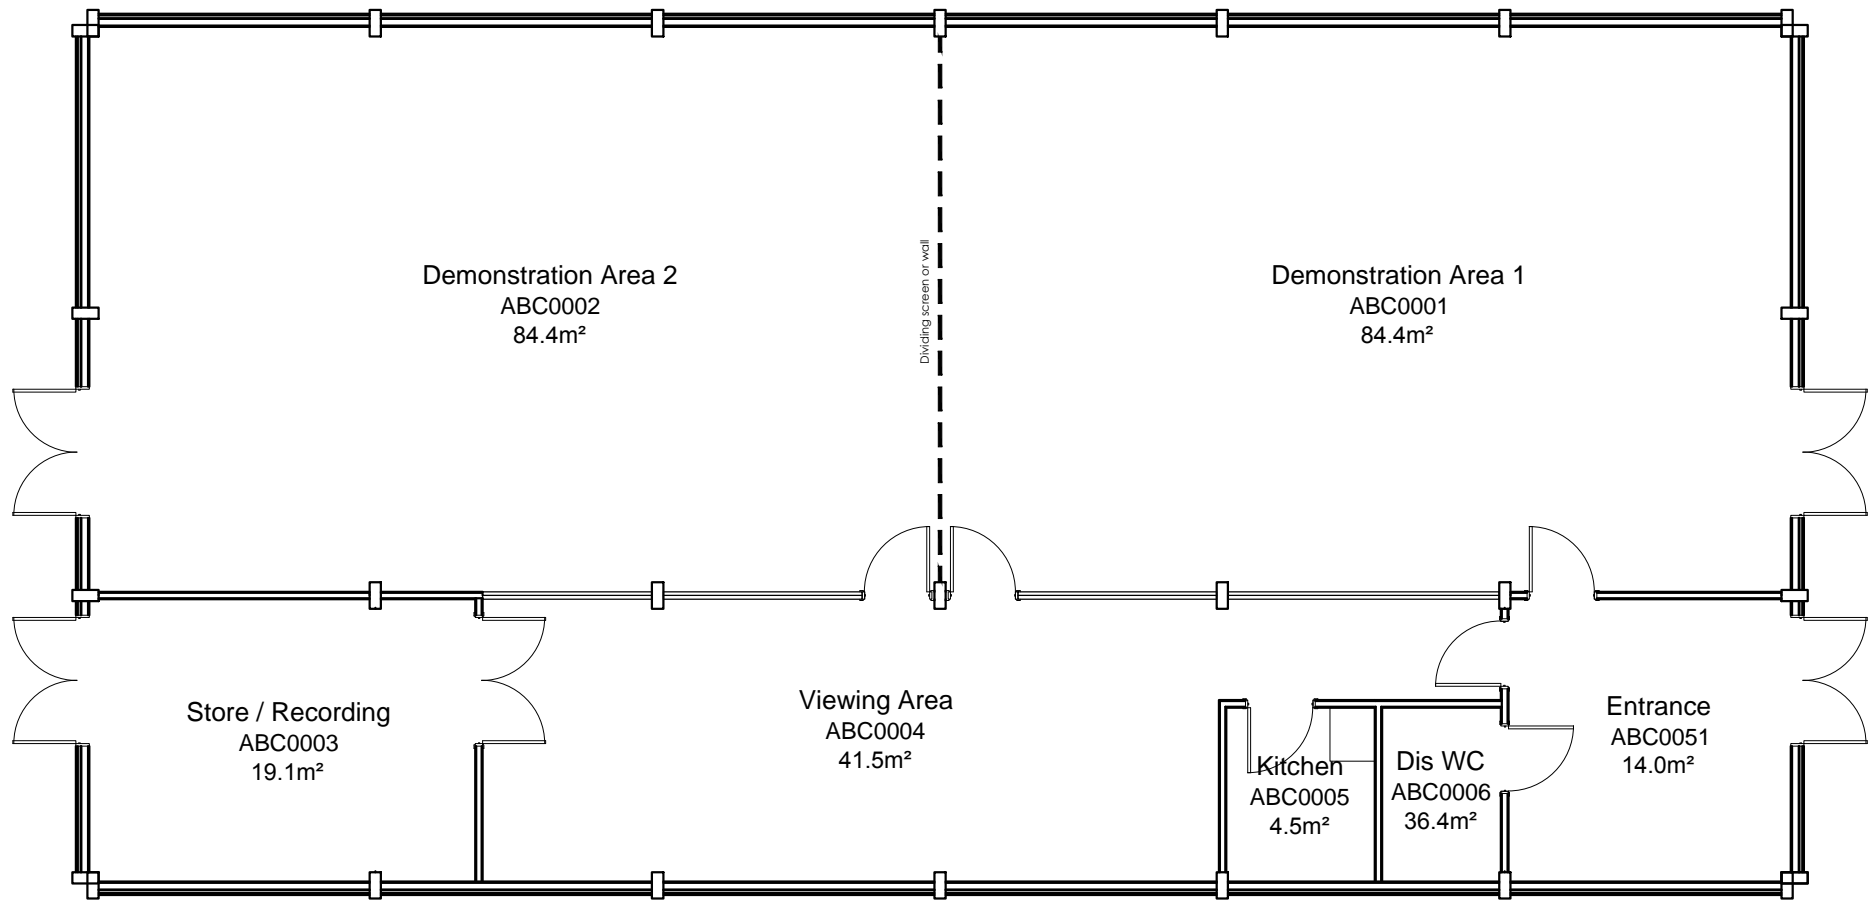 Demonstration Area 2
ABC0002
84.4m²
Dividing screen or wall
Demonstration Area 1
ABC0001
84.4m²
Store / Recording
ABC0003
19.1m²
Viewing Area
ABC0004
41.5m²
Kitchen
ABC0005
4.5m²
Dis WC
ABC0006
36.4m²
Entrance
ABC0051
14.0m²